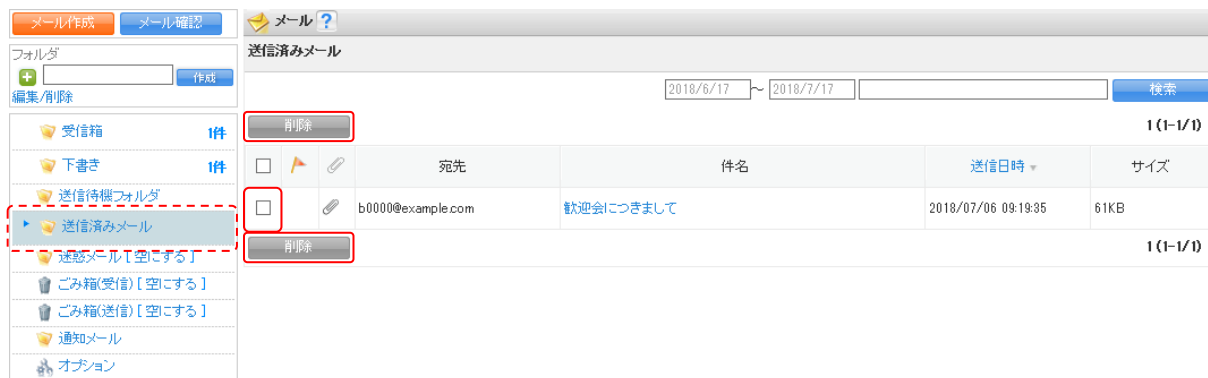 メール作成 メール確認
フォルダ
作成
編集/削除
受信箱 1件
下書き 1件
送信待機フォルダ
送信済みメール
迷惑メール [ 空にする ]
ごみ箱(受信) [ 空にする ]
ごみ箱(送信) [ 空にする ]
通知メール
オプション
メール ?
送信済みメール
2018/6/17 ~ 2018/7/17 検索
削除 1 (1-1/1)
宛先 件名 送信日時 サイズ
b0000@example.com 歓迎会につきまして 2018/07/06 09:19:35 61KB
削除 1 (1-1/1)